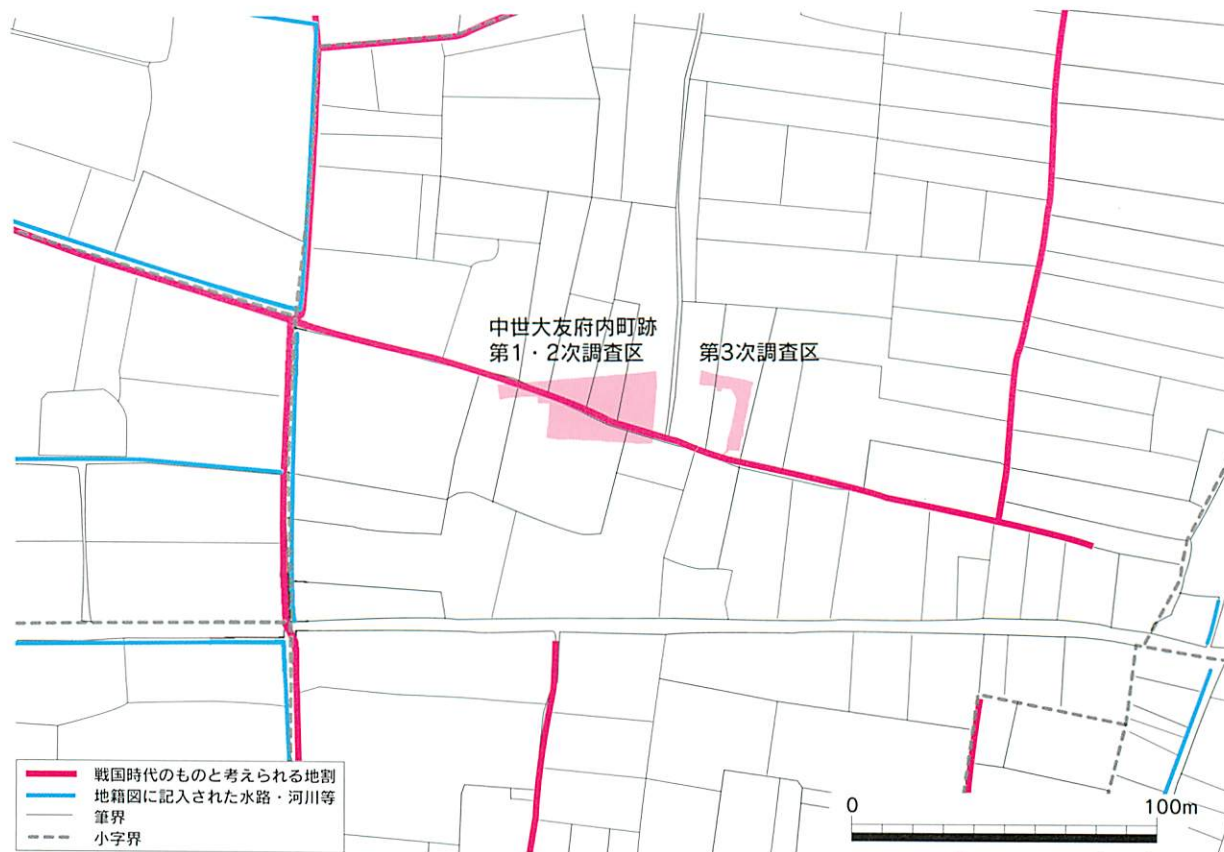 中世大友府内町跡
第1・2次調査区
第3次調査区
戦国時代のものと考えられる地割
地籍図に記入された水路・河川等
筆界
小字界
0 100m